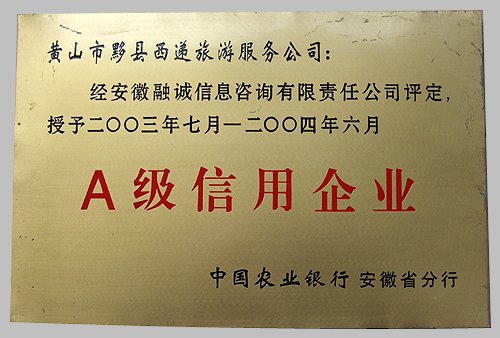 黄山市黟县西递旅游服务公司：
经安徽融诚信息咨询有限责任公司评定，
授予二〇〇三年七月—二〇〇四年六月
A级信用企业
中国农业银行 安徽省分行